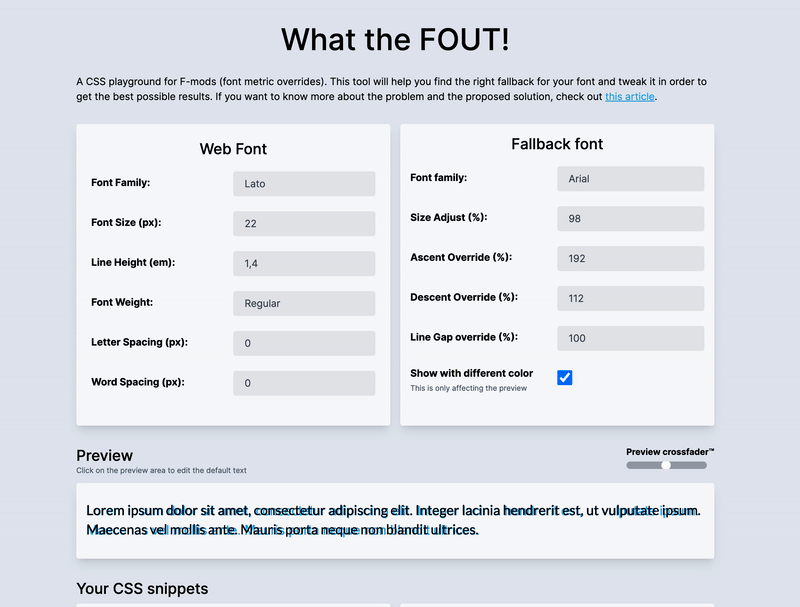 What the FOUT!
A CSS playground for F-mods (font metric overrides). This tool will help you find the right fallback for your font and tweak it in order to
get the best possible results. If you want to know more about the problem and the proposed solution, check out this article.
Web Font
Font Family:
Lato
Font Size (px):
22
Line Height (em):
1,4
Font Weight:
Regular
Letter Spacing (px):
0
Word Spacing (px):
0
Fallback font
Font family:
Arial
Size Adjust (%):
98
Ascent Override (%):
192
Descent Override (%):
112
Line Gap override (%):
100
Show with different color
This is only affecting the preview
Preview
Click on the preview area to edit the default text
Preview crossfader™
Lorem ipsum dolor sit amet, consectetur adipiscing elit. Integer lacinia hendrerit est, ut vulputate ipsum.
Maecenas vel mollis ante. Mauris porta neque non blandit ultrices.
Your CSS snippets